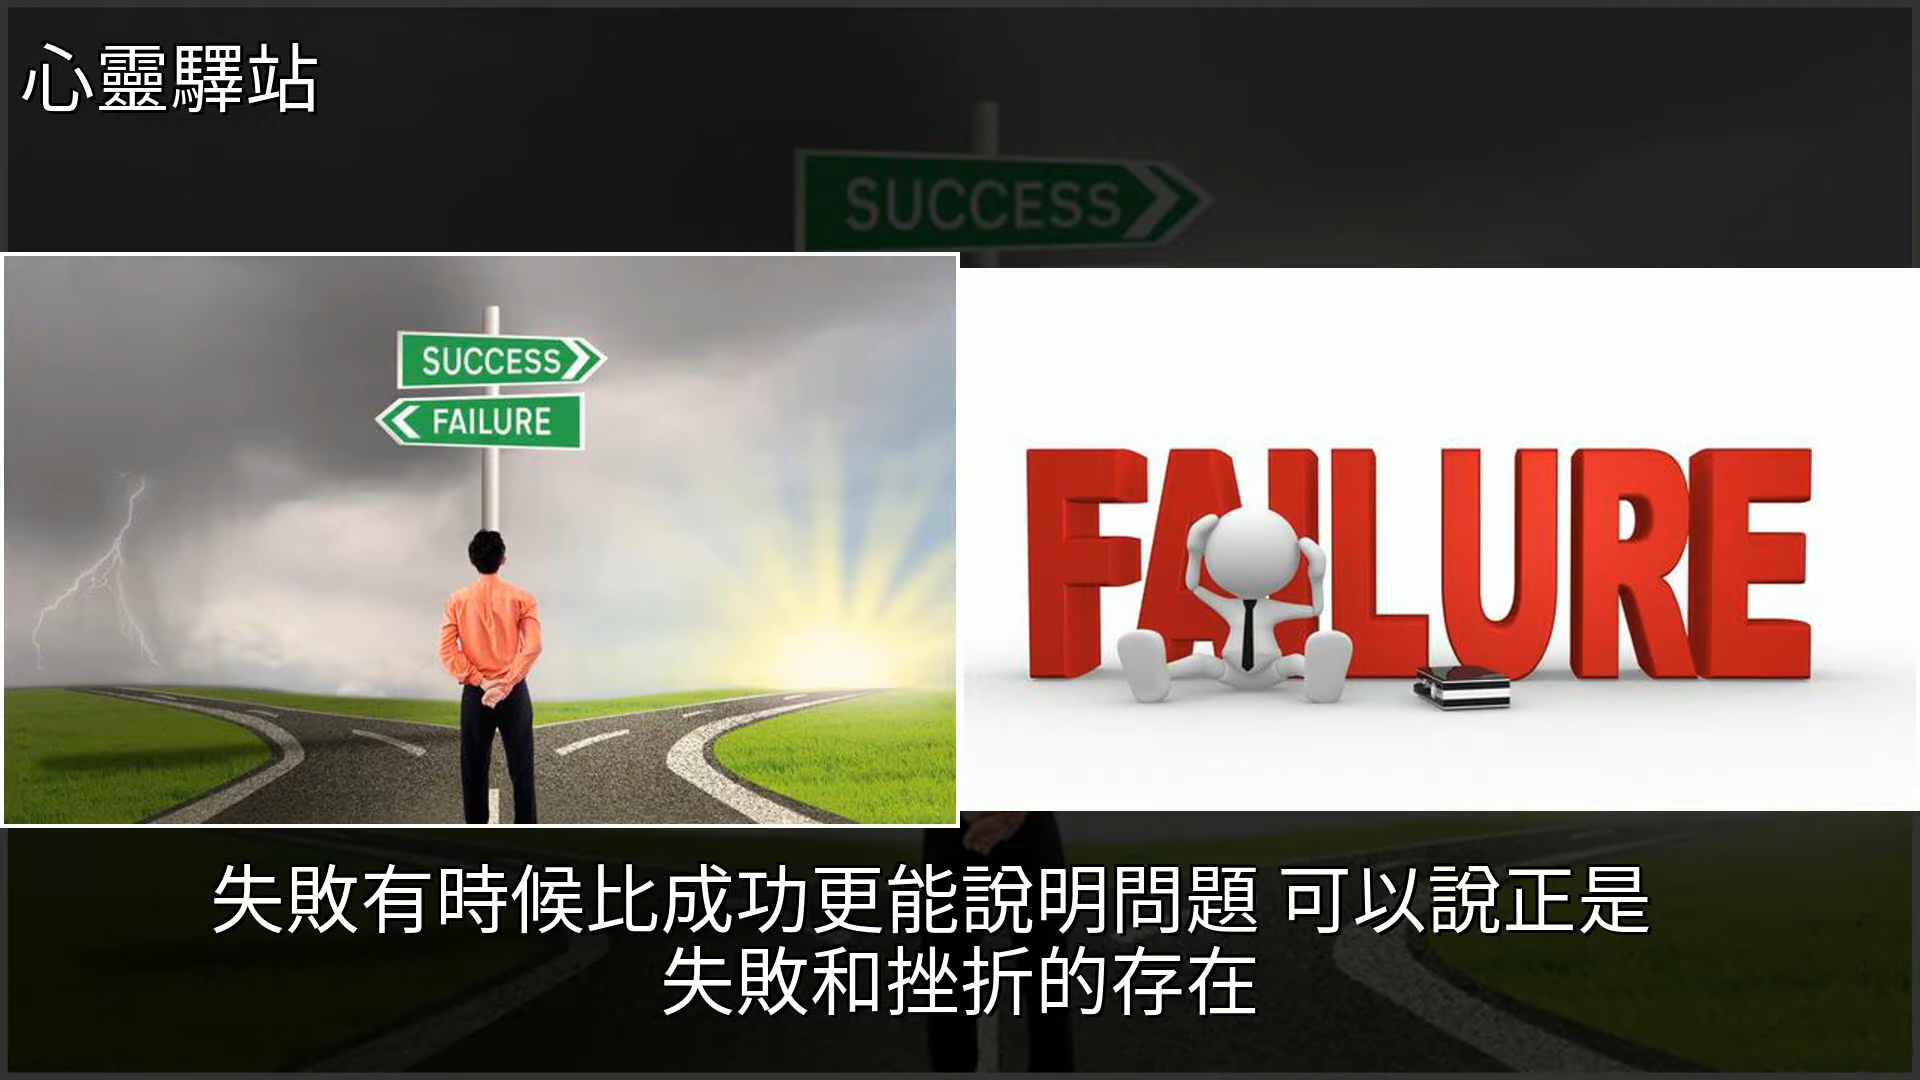 心靈驛站
SUCCESS
SUCCESS
FAILURE
FAILURE
失敗有時候比成功更能說明問題 可以說正是
失敗和挫折的存在